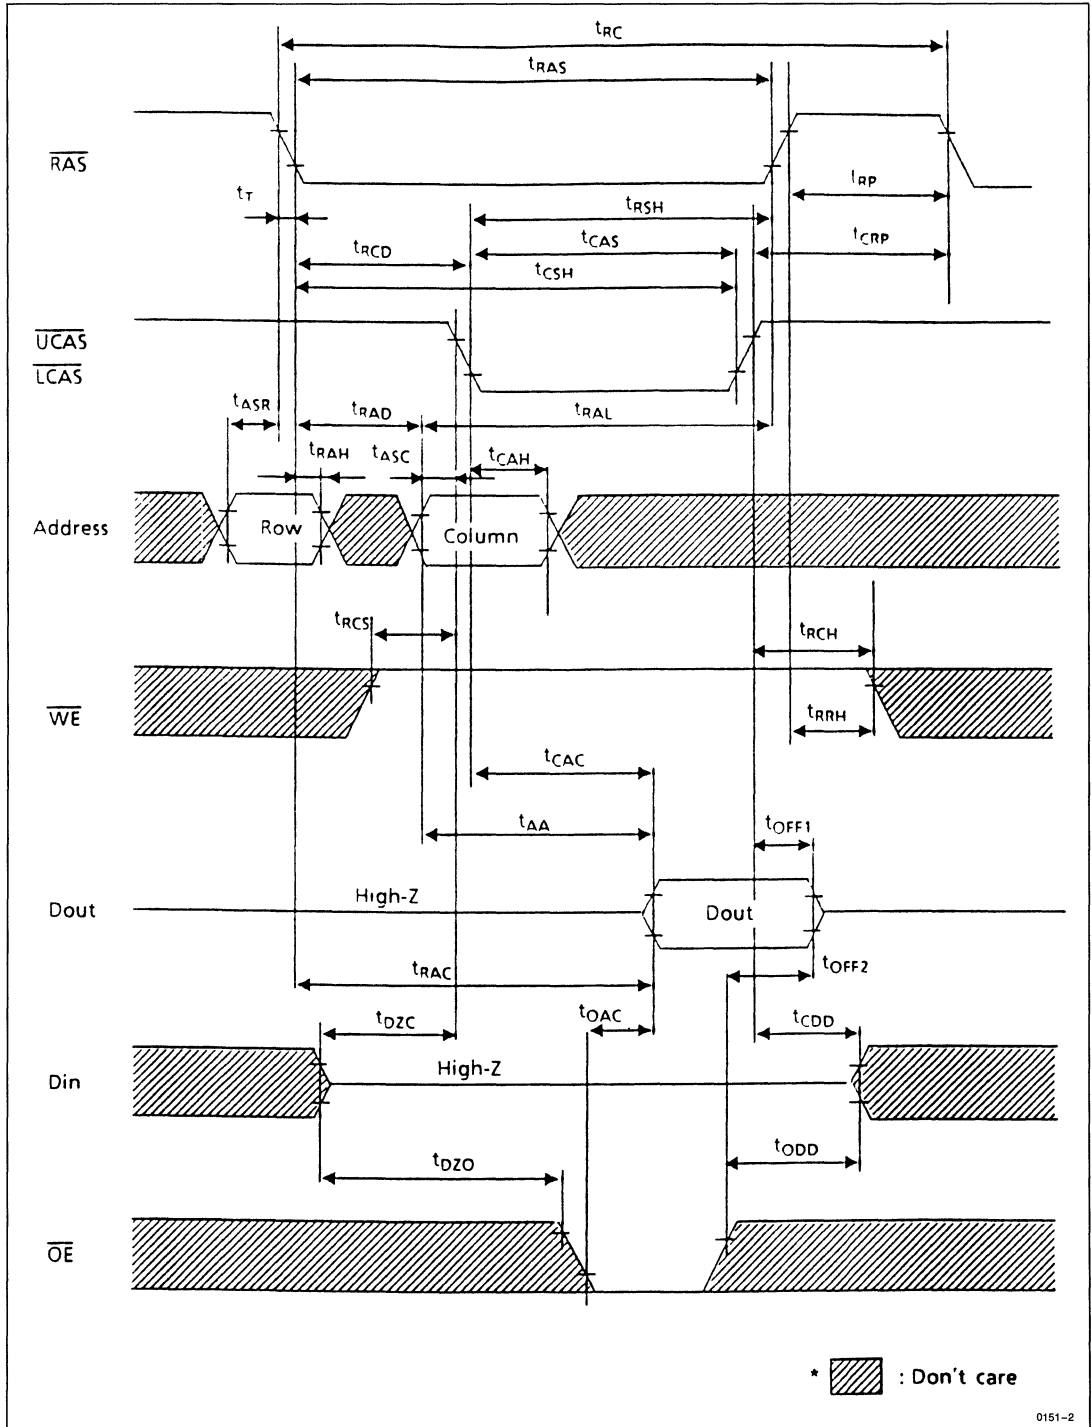 tRC
tRAS
RAS
tT
tRP
tRSH
tCRP
tCAS
tRCD
tCSH
UCAS
LCAS
tASR
tRAD
tRAL
tRAH
tASC
tCAH
Address
Row
Column
tRCS
tRCH
WE
tRRH
tCAC
tAA
tOFF1
High-Z
Dout
Dout
tRAC
tOFF2
tDZC
tOAC
tCDD
Din
High-Z
tDZO
tODD
OE
* : Don't care
0151-2